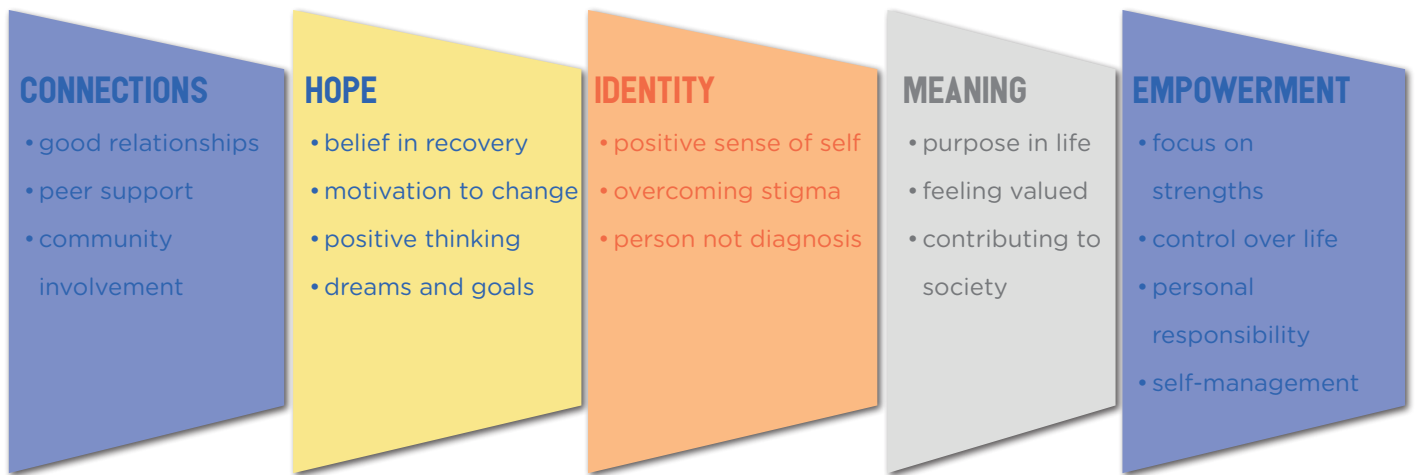 CONNECTIONS
• good relationships
• peer support
• community
involvement
HOPE
• belief in recovery
• motivation to change
• positive thinking
• dreams and goals
IDENTITY
• positive sense of self
• overcoming stigma
• person not diagnosis
MEANING
• purpose in life
• feeling valued
• contributing to
society
EMPOWERMENT
• focus on
strengths
• control over life
• personal
responsibility
• self-management